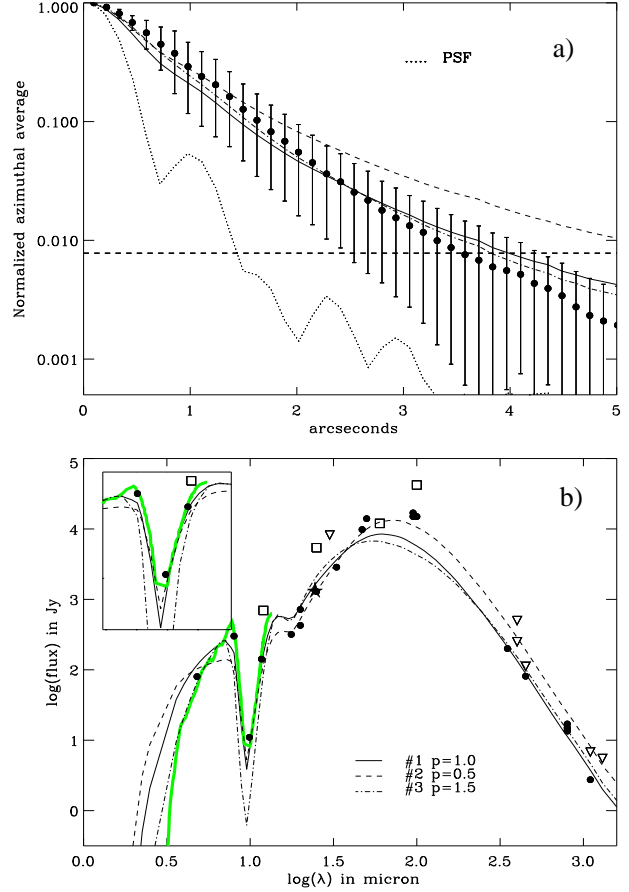 1.000
0.100
0.010
0.001
Normalized azimuthal average
a)
PSF
0
1
2
3
4
5
arcseconds
5
4
3
2
1
0
log(flux) in Jy
b)
#1 p=1.0
#2 p=0.5
#3 p=1.5
0.0
0.5
1.0
1.5
2.0
2.5
3.0
log(λ) in micron